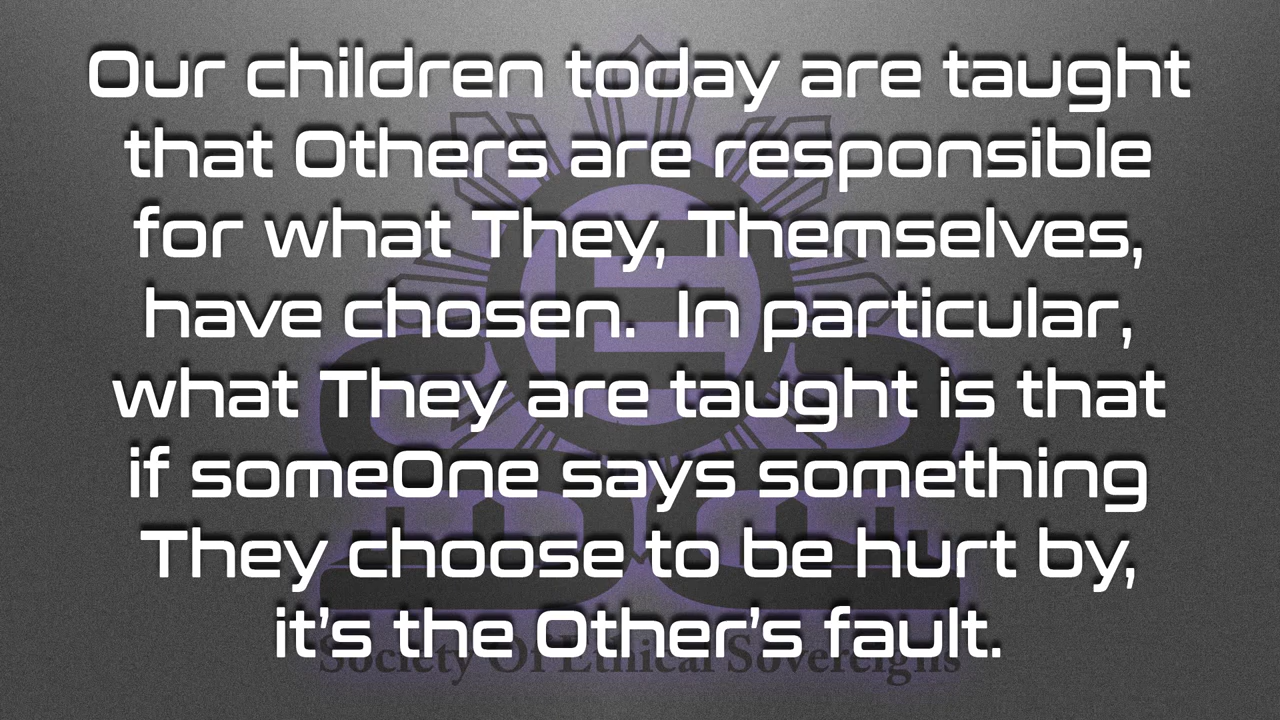 Our children today are taught
that Others are responsible
for what They, Themselves,
have chosen.  In particular,
what They are taught is that
if someOne says something
They choose to be hurt by,
it's the Other's fault.
Society Of Ethical Sovereigns